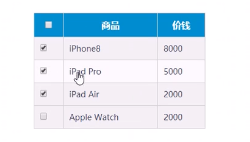 商品 价钱
iPhone8 8000
iPad Pro 5000
iPad Air 2000
Apple Watch 2000